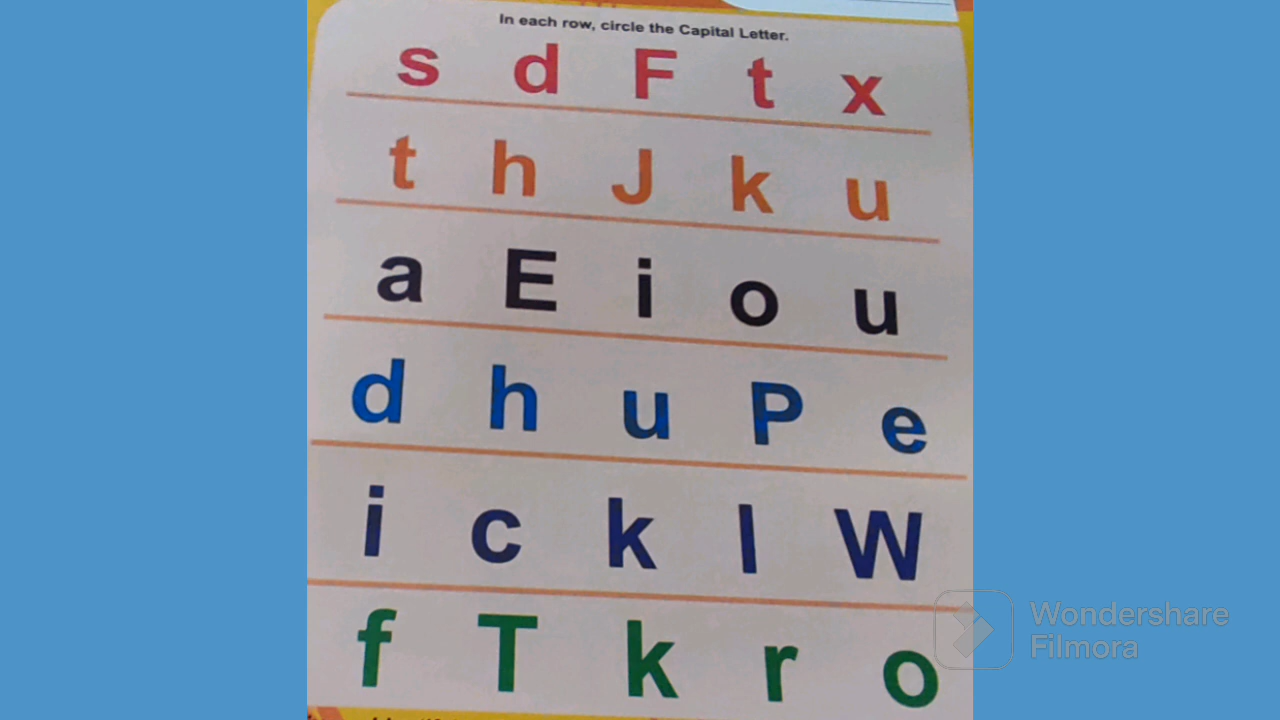 In each row, circle the Capital Letter.
s d F t x
t h J k u
a E i o u
d h u P e
i c k l W
f T k r o
Wondershare
Filmora